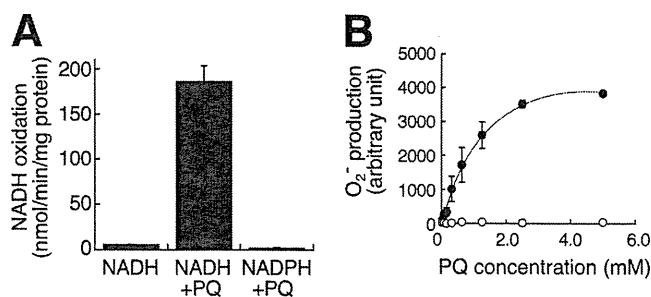 A
NADH oxidation
(nmol/min/mg protein)
200
150
100
50
0
NADH
NADH
+PQ
NADPH
+PQ
B
O2- production
(arbitrary unit)
5000
4000
3000
2000
1000
0
0 2.0 4.0 6.0
PQ concentration (mM)